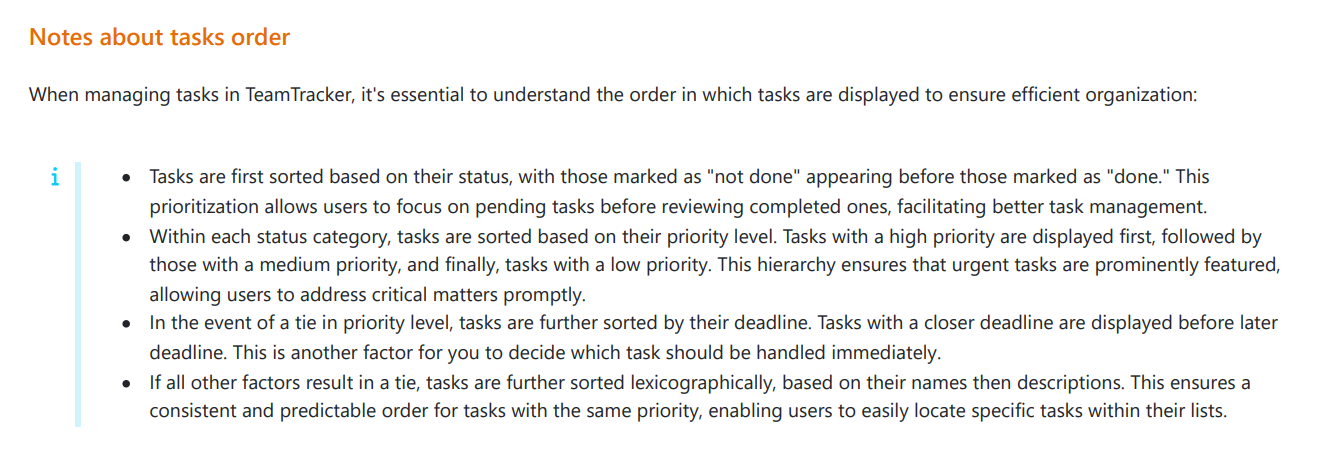 Notes about tasks order
When managing tasks in TeamTracker, it's essential to understand the order in which tasks are displayed to ensure efficient organization:
i
• Tasks are first sorted based on their status, with those marked as "not done" appearing before those marked as "done." This
prioritization allows users to focus on pending tasks before reviewing completed ones, facilitating better task management.
• Within each status category, tasks are sorted based on their priority level. Tasks with a high priority are displayed first, followed by
those with a medium priority, and finally, tasks with a low priority. This hierarchy ensures that urgent tasks are prominently featured,
allowing users to address critical matters promptly.
• In the event of a tie in priority level, tasks are further sorted by their deadline. Tasks with a closer deadline are displayed before later
deadline. This is another factor for you to decide which task should be handled immediately.
• If all other factors result in a tie, tasks are further sorted lexicographically, based on their names then descriptions. This ensures a
consistent and predictable order for tasks with the same priority, enabling users to easily locate specific tasks within their lists.